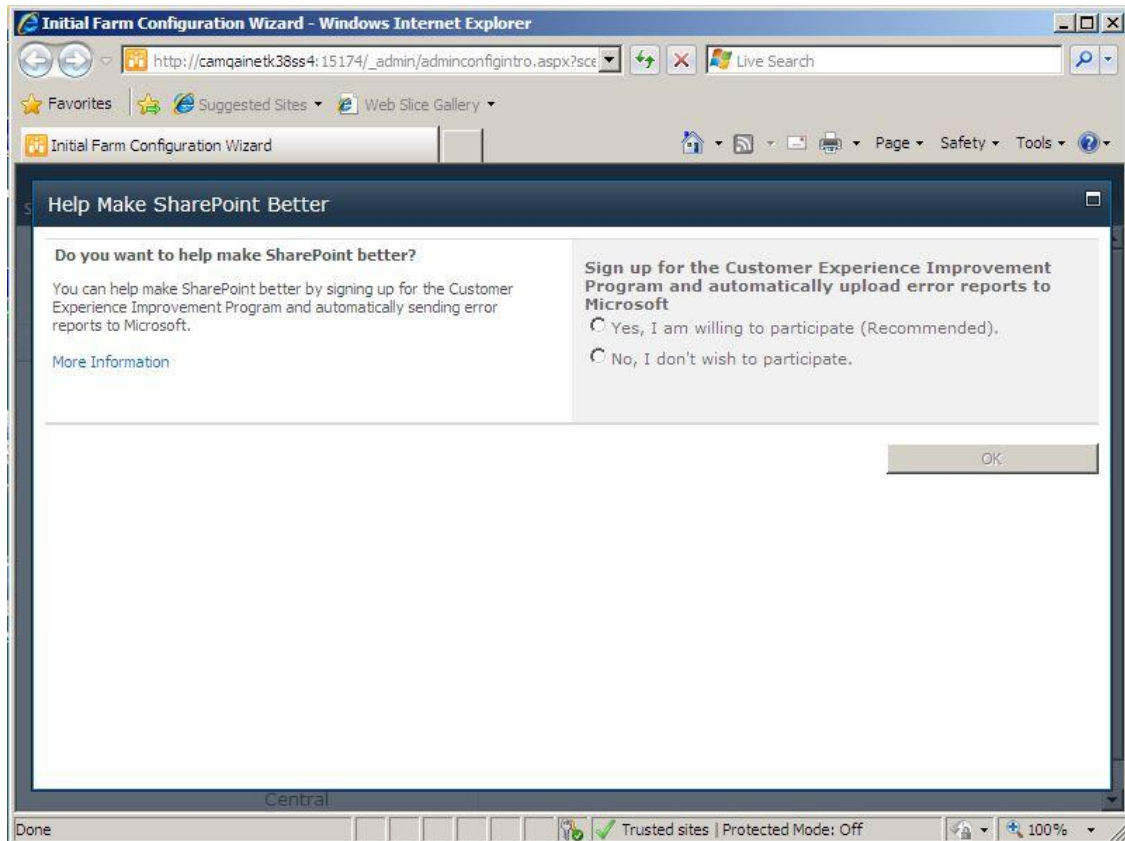 Initial Farm Configuration Wizard - Windows Internet Explorer
http://camqainetk38ss4:15174/_admin/adminconfigintro.aspx?sce
Live Search
Favorites
Suggested Sites
Web Slice Gallery
Initial Farm Configuration Wizard
Page
Safety
Tools
Help Make SharePoint Better
Do you want to help make SharePoint better?
You can help make SharePoint better by signing up for the Customer
Experience Improvement Program and automatically sending error
reports to Microsoft.
More Information
Sign up for the Customer Experience Improvement
Program and automatically upload error reports to
Microsoft
Yes, I am willing to participate (Recommended).
No, I don't wish to participate.
OK
Central
Done
Trusted sites | Protected Mode: Off
100%